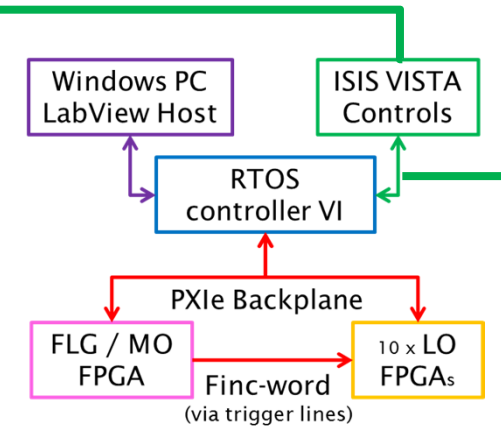 Windows PC
LabView Host
ISIS VISTA
Controls
RTOS
controller VI
PXIe Backplane
FLG / MO
FPGA
Finc-word
(via trigger lines)
10 x LO
FPGAs